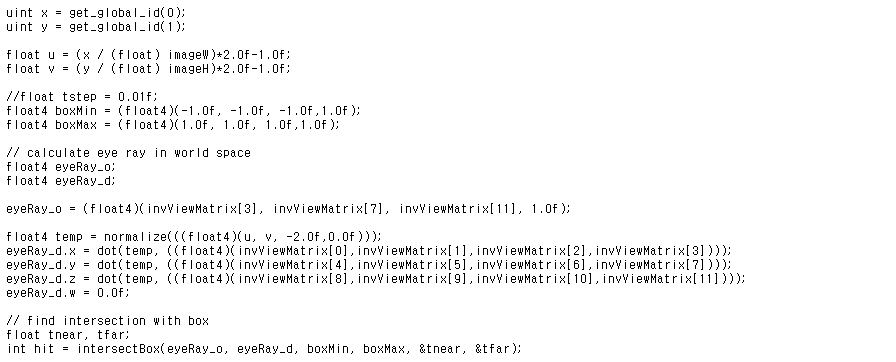 uint x = get_global_id(0);
uint y = get_global_id(1);
float u = (x / (float) imageW)*2.0f-1.0f;
float v = (y / (float) imageH)*2.0f-1.0f;
//float tstep = 0.01f;
float4 boxMin = (float4)(-1.0f, -1.0f, -1.0f,1.0f);
float4 boxMax = (float4)(1.0f, 1.0f, 1.0f,1.0f);
// calculate eye ray in world space
float4 eyeRay_o;
float4 eyeRay_d;
eyeRay_o = (float4)(invViewMatrix[3], invViewMatrix[7], invViewMatrix[11], 1.0f);
float4 temp = normalize(((float4)(u, v, -2.0f,0.0f)));
eyeRay_d.x = dot(temp, ((float4)(invViewMatrix[0],invViewMatrix[1],invViewMatrix[2],invViewMatrix[3])));
eyeRay_d.y = dot(temp, ((float4)(invViewMatrix[4],invViewMatrix[5],invViewMatrix[6],invViewMatrix[7])));
eyeRay_d.z = dot(temp, ((float4)(invViewMatrix[8],invViewMatrix[9],invViewMatrix[10],invViewMatrix[11])));
eyeRay_d.w = 0.0f;
// find intersection with box
float tnear, tfar;
int hit = intersectBox(eyeRay_o, eyeRay_d, boxMin, boxMax, &tnear, &tfar);